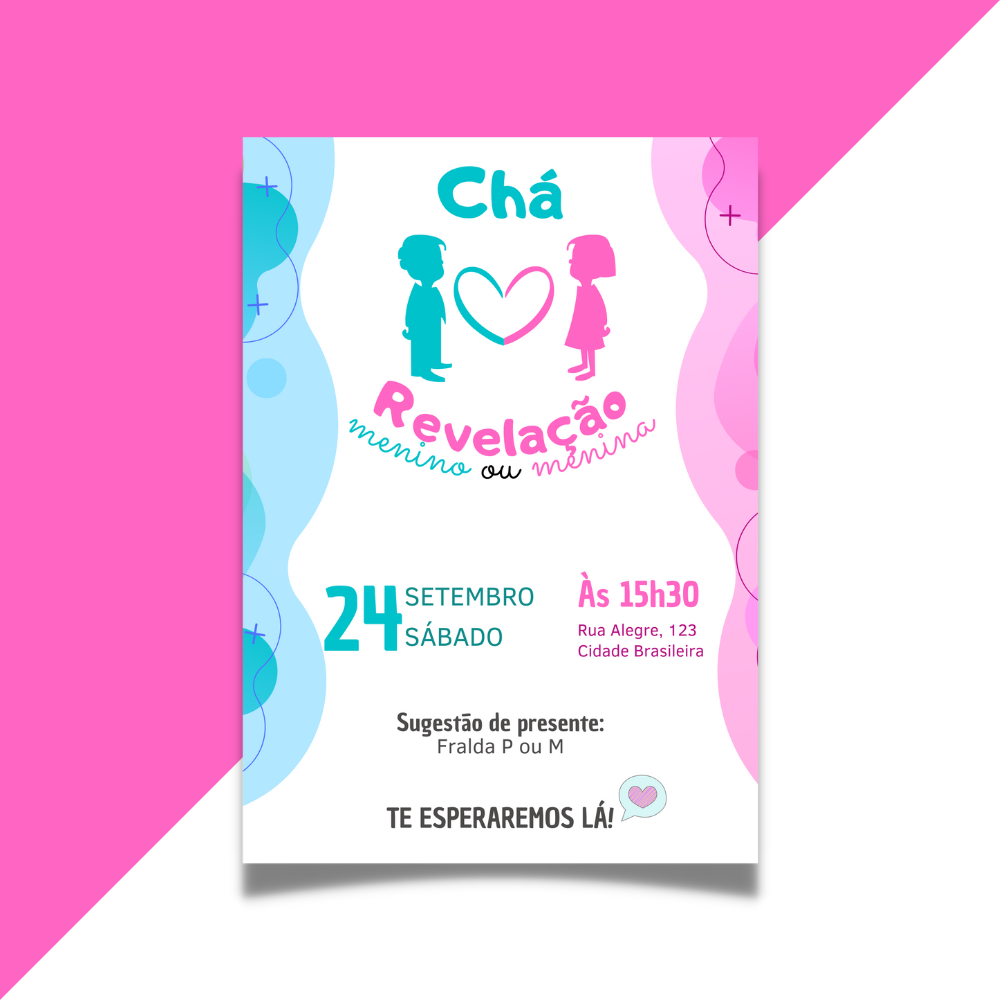 Chá
Revelação
menino ou menina
24 SETEMBRO
SÁBADO
Às 15h30
Rua Alegre, 123
Cidade Brasileira
Sugestão de presente:
Fralda P ou M
TE ESPERAREMOS LÁ!